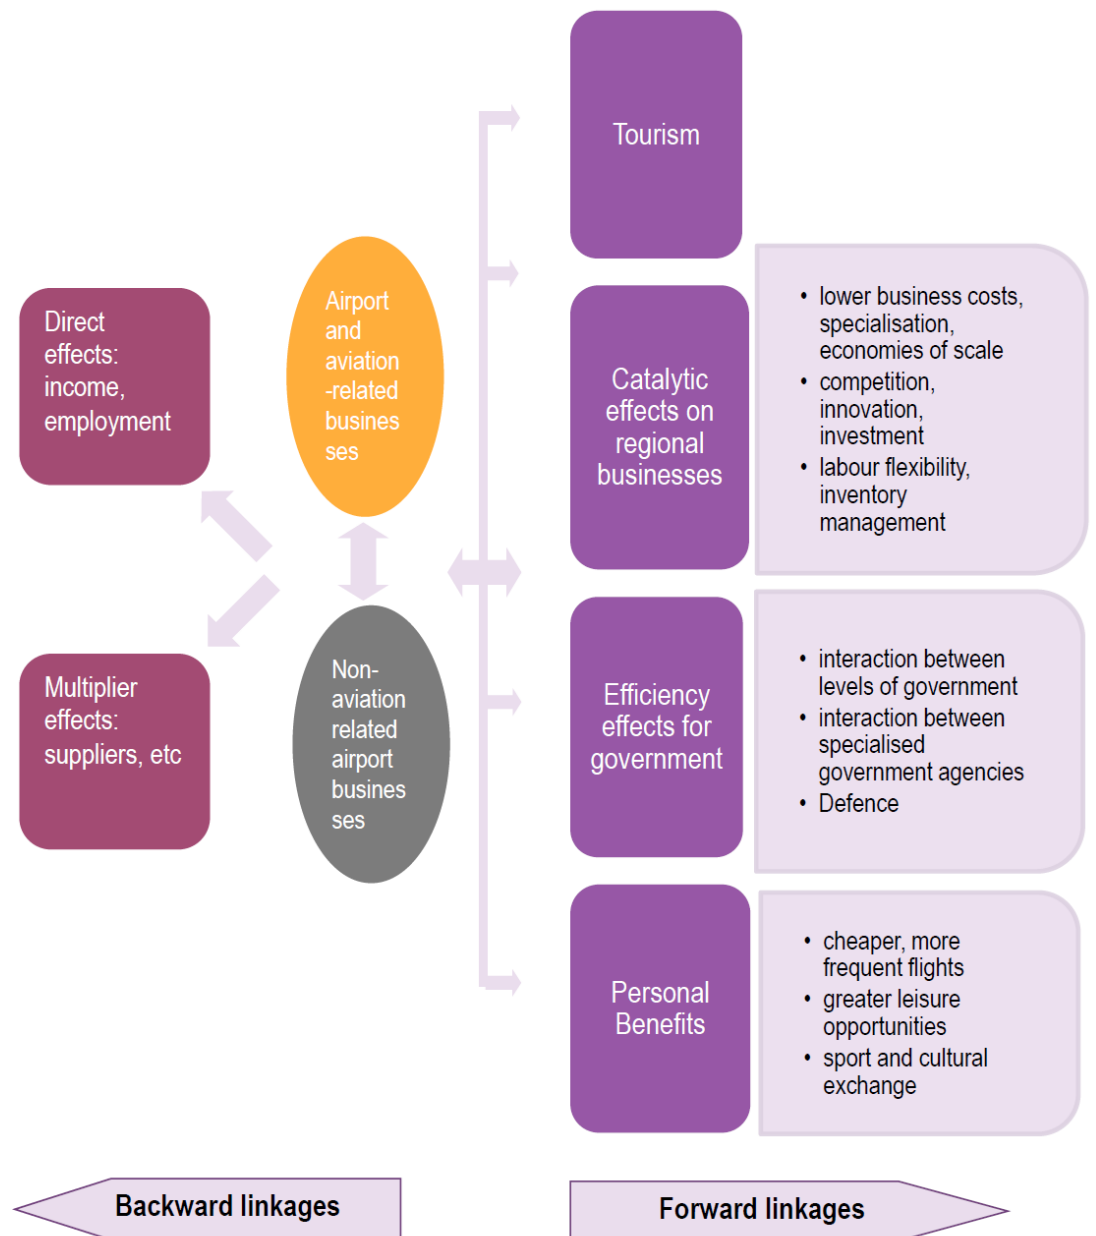 Tourism
Direct
effects:
income,
employment
Airport
and
aviation
-related
busines
ses
Catalytic
effects on
regional
businesses
• lower business costs,
specialisation,
economies of scale
• competition,
innovation,
investment
• labour flexibility,
inventory
management
Multiplier
effects:
suppliers, etc
Non-
aviation
related
airport
busines
ses
Efficiency
effects for
government
• interaction between
levels of government
• interaction between
specialised
government agencies
• Defence
Personal
Benefits
• cheaper, more
frequent flights
• greater leisure
opportunities
• sport and cultural
exchange
Backward linkages
Forward linkages